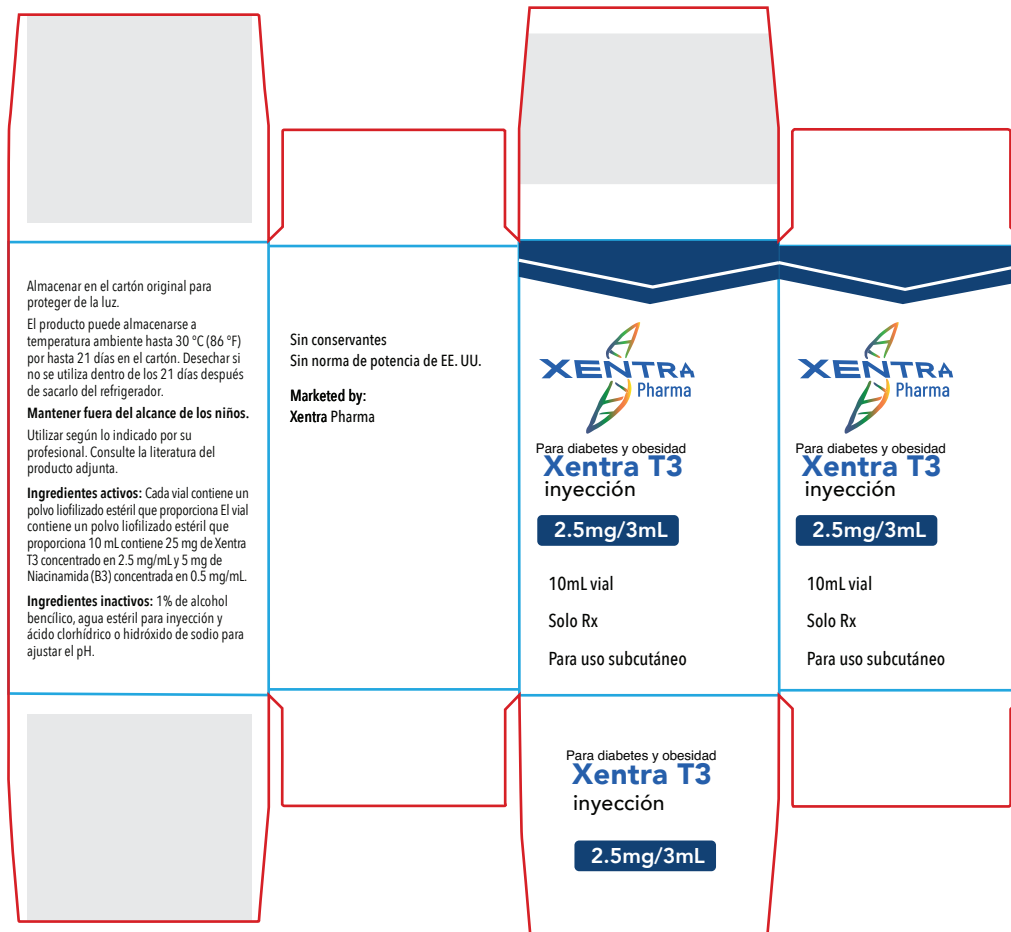 Almacenar en el cartón original para
proteger de la luz.
El producto puede almacenarse a
temperatura ambiente hasta 30 °C (86 °F)
por hasta 21 días en el cartón. Desechar si
no se utiliza dentro de los 21 días después
de sacarlo del refrigerador.
Mantener fuera del alcance de los niños.
Utilizar según lo indicado por su
profesional. Consulte la literatura del
producto adjunta.
Ingredientes activos: Cada vial contiene un
polvo liofilizado estéril que proporciona El vial
contiene un polvo liofilizado estéril que
proporciona 10 mL contiene 25 mg de Xentra
T3 concentrado en 2.5 mg/mL y 5 mg de
Niacinamida (B3) concentrada en 0.5 mg/mL.
Ingredientes inactivos: 1% de alcohol
bencílico, agua estéril para inyección y
ácido clorhídrico o hidróxido de sodio para
ajustar el pH.
Sin conservantes
Sin norma de potencia de EE. UU.
Marketed by:
Xentra Pharma
XENTRA
Pharma
Para diabetes y obesidad
Xentra T3
inyección
2.5mg/3mL
10mL vial
Solo Rx
Para uso subcutáneo
XENTRA
Pharma
Para diabetes y obesidad
Xentra T3
inyección
2.5mg/3mL
10mL vial
Solo Rx
Para uso subcutáneo
Para diabetes y obesidad
Xentra T3
inyección
2.5mg/3mL